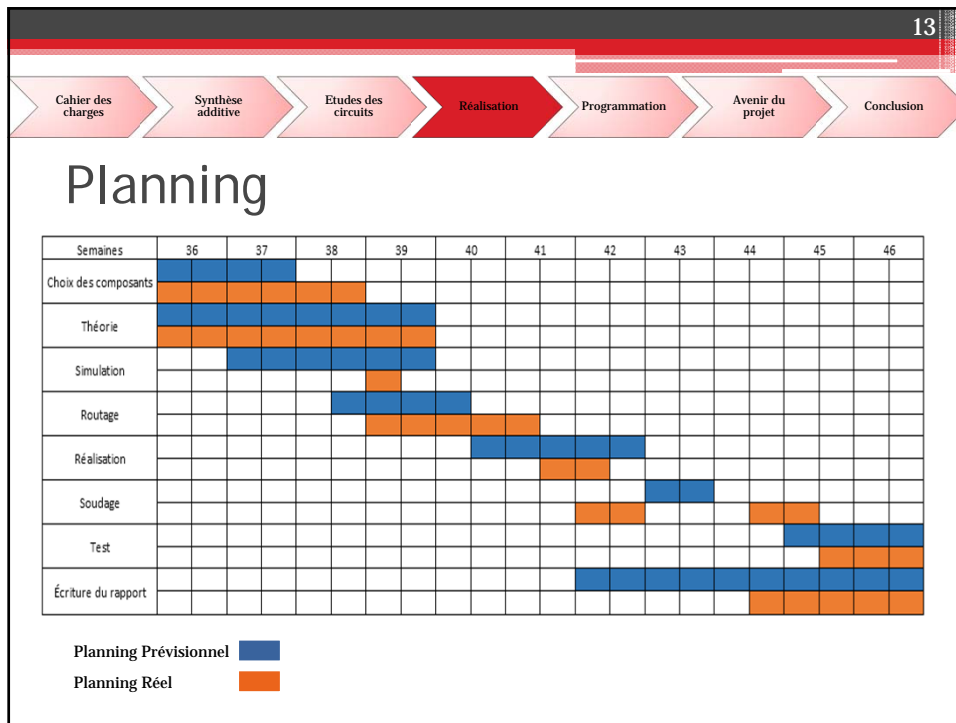 13
Cahier des
charges
Synthèse
additive
Etudes des
circuits
Réalisation
Programmation
Avenir du
projet
Conclusion
Planning
Semaines 36 37 38 39 40 41 42 43 44 45 46
Choix des composants
Théorie
Simulation
Routage
Réalisation
Soudage
Test
Écriture du rapport
Planning Prévisionnel
Planning Réel